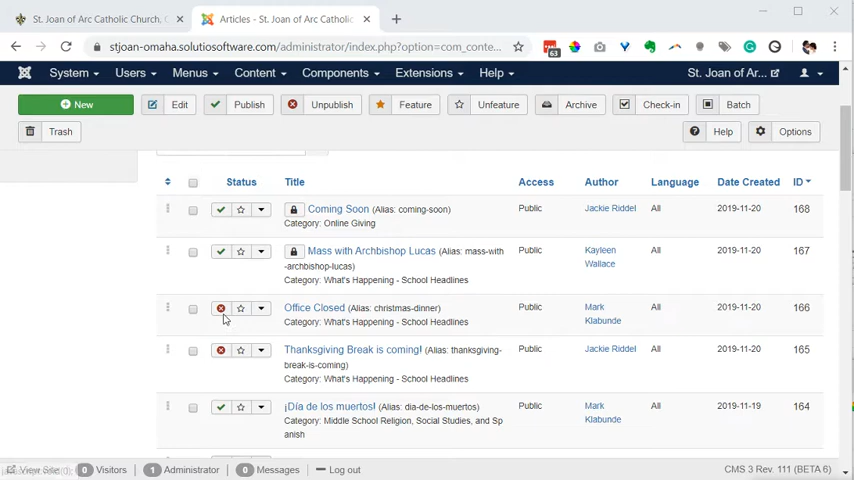 St. Joan of Arc Catholic Church, C
Articles - St. Joan of Arc Catholic
stjoan-omaha.solutiosoftware.com/administrator/index.php?option=com_conte...
63
System Users Menus Content Components Extensions Help St. Joan of Ar...
New Edit Publish Unpublish Feature Unfeature Archive Check-in Batch
Trash Help Options
Status Title Access Author Language Date Created ID
Coming Soon (Alias: coming-soon) Public Jackie Riddel All 2019-11-20 168
Category: Online Giving
Mass with Archbishop Lucas (Alias: mass-with Public Kayleen All 2019-11-20 167
-archbishop-lucas) Wallace
Category: What's Happening - School Headlines
Office Closed (Alias: christmas-dinner) Public Mark All 2019-11-20 166
Category: What's Happening - School Headlines Klabunde
Thanksgiving Break is coming! (Alias: thanksgiving- Public Jackie Riddel All 2019-11-20 165
break-is-coming)
Category: What's Happening - School Headlines
¡Día de los muertos! (Alias: dia-de-los-muertos) Public Mark All 2019-11-19 164
Category: Middle School Religion, Social Studies, and Sp Klabunde
anish
View Site 0 Visitors 1 Administrator 0 Messages Log out CMS 3 Rev. 111 (BETA 6)